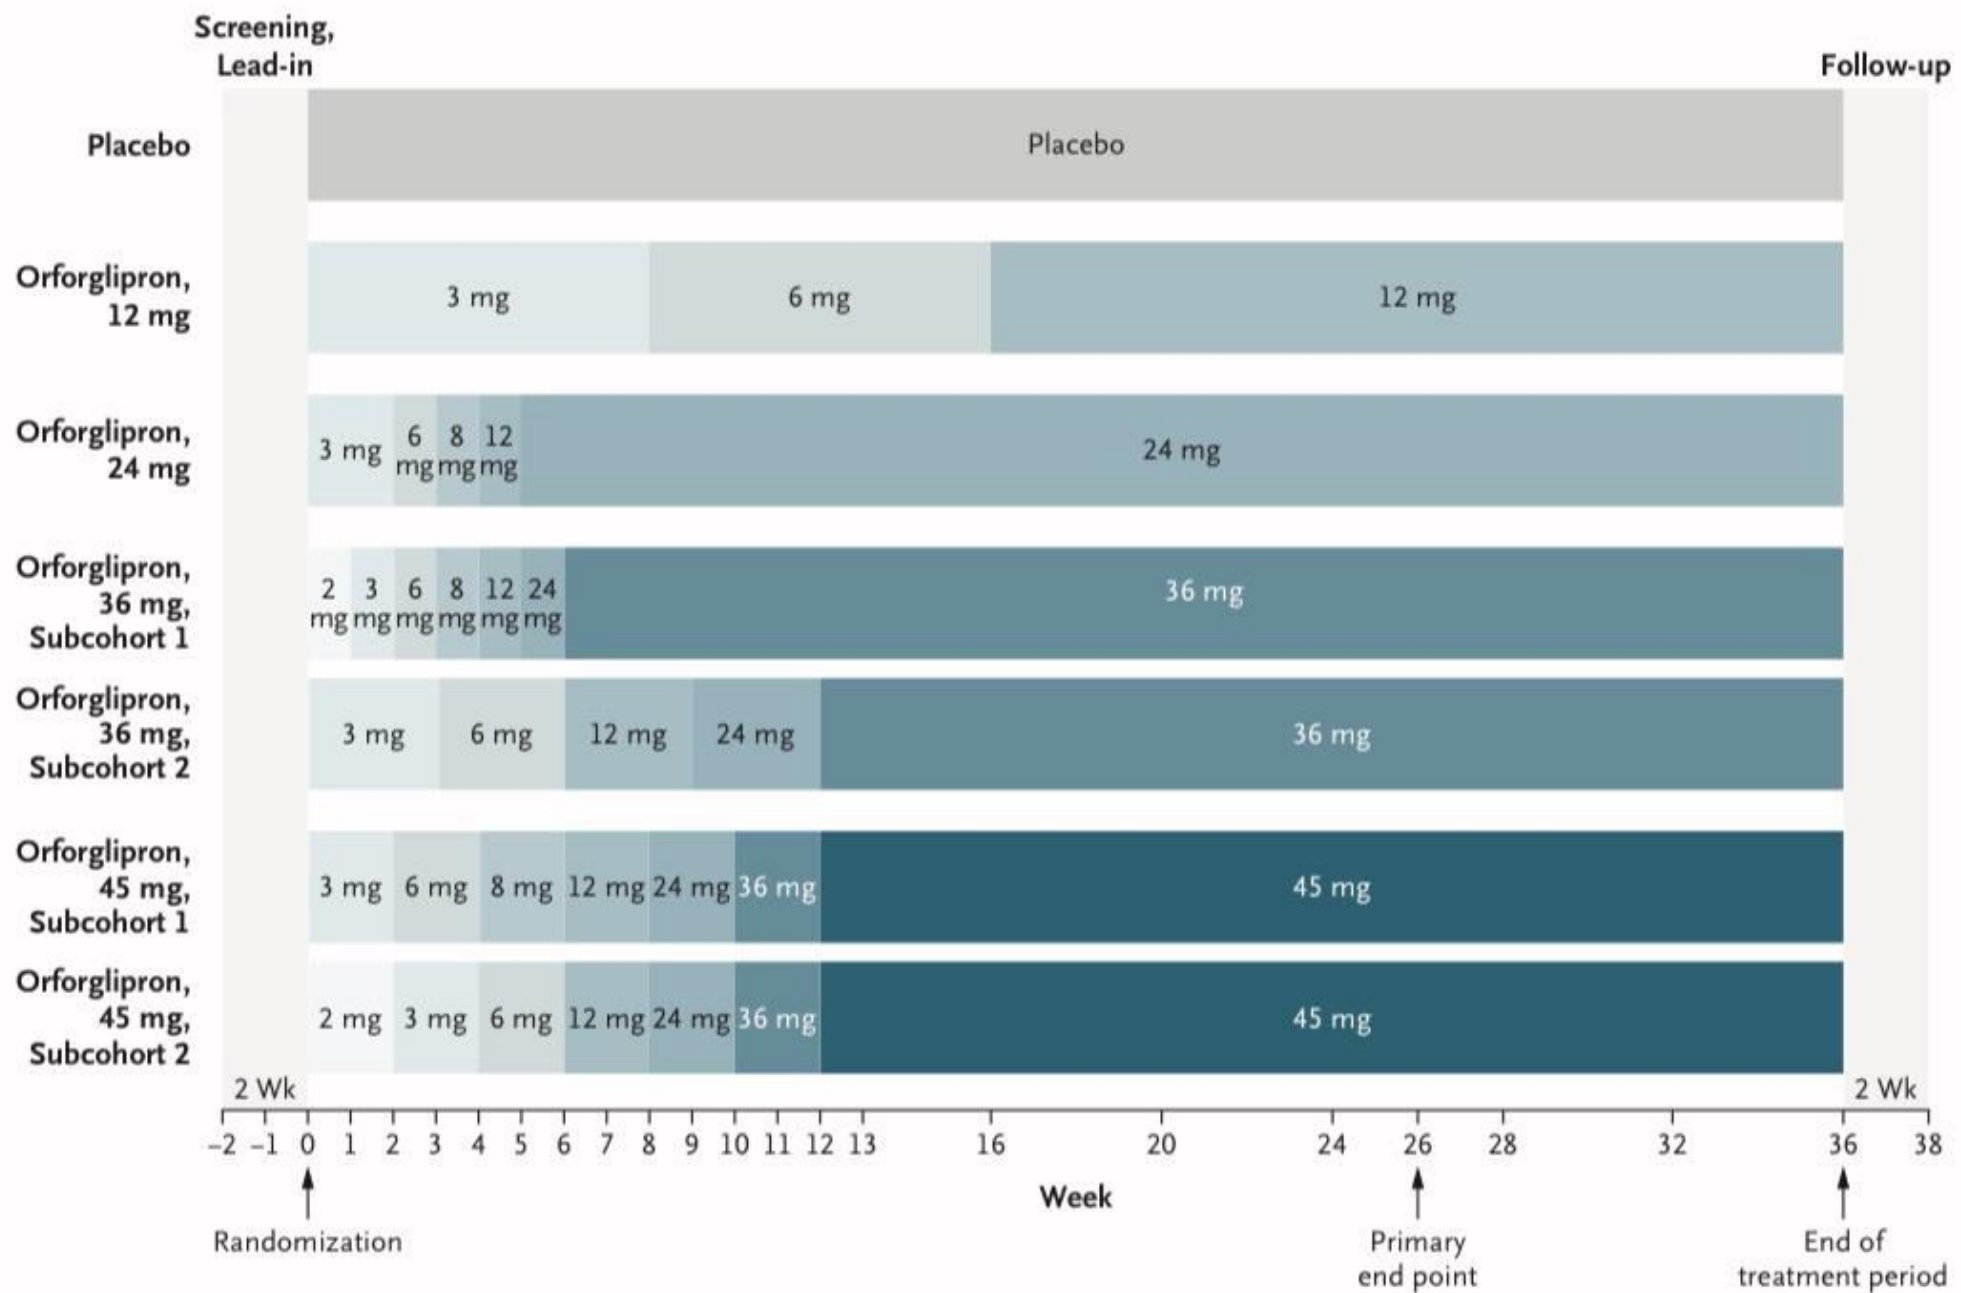 Screening,
Lead-in
Follow-up
Placebo
Placebo
Orforglipron,
12 mg
3 mg
6 mg
12 mg
Orforglipron,
24 mg
3 mg
6
mg
8
mg
12
mg
24 mg
Orforglipron,
36 mg,
Subcohort 1
2
mg
3
mg
6
mg
8
mg
12
mg
24
mg
36 mg
Orforglipron,
36 mg,
Subcohort 2
3 mg
6 mg
12 mg
24 mg
36 mg
Orforglipron,
45 mg,
Subcohort 1
3 mg
6 mg
8 mg
12 mg
24 mg
36 mg
45 mg
Orforglipron,
45 mg,
Subcohort 2
2 mg
3 mg
6 mg
12 mg
24 mg
36 mg
45 mg
2 Wk
2 Wk
–2 –1 0 1 2 3 4 5 6 7 8 9 10 11 12 13 16 20 24 26 28 32 36 38
Week
Randomization
Primary
end point
End of
treatment period